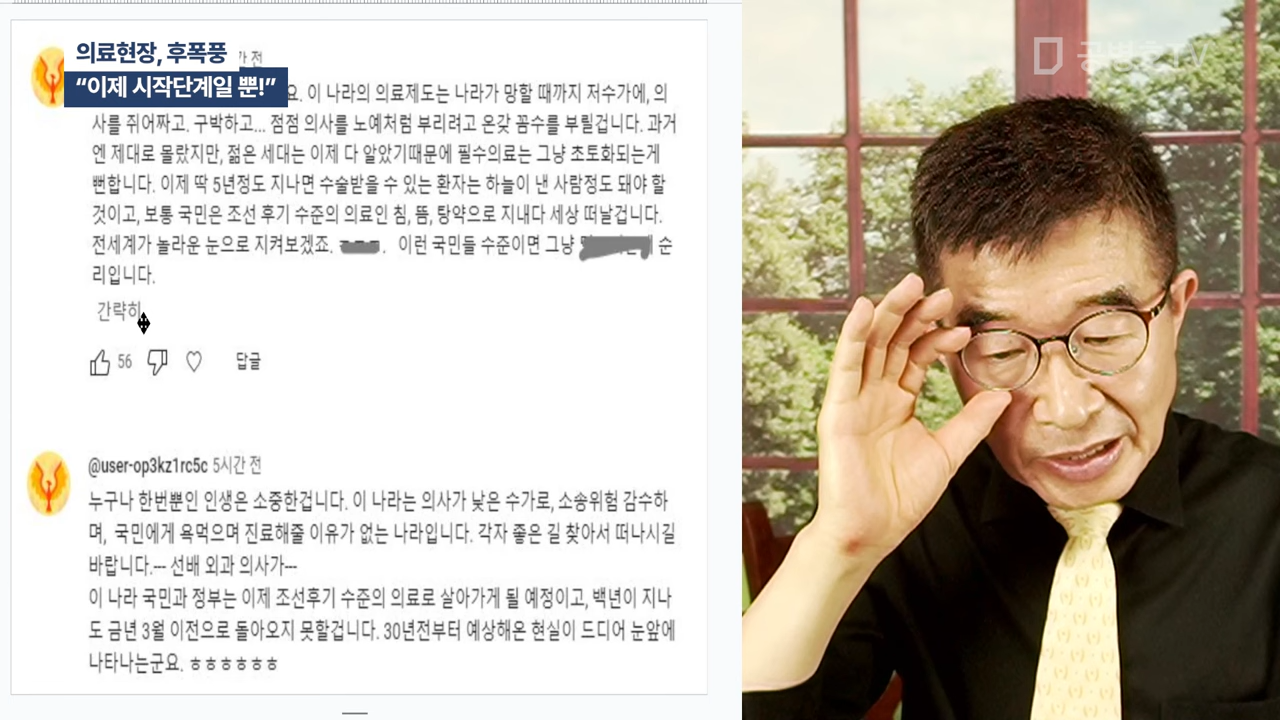 의료현장, 후폭풍
“이제 시작단계일 뿐!”
전
요. 이 나라의 의료제도는 나라가 망할 때까지 저수가에, 의
사를 쥐어짜고. 구박하고... 점점 의사를 노예처럼 부리려고 온갖 꼼수를 부릴겁니다. 과거
엔 제대로 몰랐지만, 젊은 세대는 이제 다 알았기때문에 필수의료는 그냥 초토화되는게
뻔합니다. 이제 딱 5년정도 지나면 수술받을 수 있는 환자는 하늘이 낸 사람정도 돼야 할
것이고, 보통 국민은 조선 후기 수준의 의료인 침, 뜸, 탕약으로 지내다 세상 떠날겁니다.
전세계가 놀라운 눈으로 지켜보겠죠. . 이런 국민들 수준이면 그냥 순
리입니다.
간략히
56 답글
@user-op3kz1rc5c 5시간 전
누구나 한번뿐인 인생은 소중한겁니다. 이 나라는 의사가 낮은 수가로, 소송위험 감수하
며, 국민에게 욕먹으며 진료해줄 이유가 없는 나라입니다. 각자 좋은 길 찾아서 떠나시길
바랍니다.--- 선배 외과 의사가---
이 나라 국민과 정부는 이제 조선후기 수준의 의료로 살아가게 될 예정이고, 백년이 지나
도 금년 3월 이전으로 돌아오지 못할겁니다. 30년전부터 예상해온 현실이 드디어 눈앞에
나타나는군요. ㅎㅎㅎㅎㅎㅎ
공병호TV